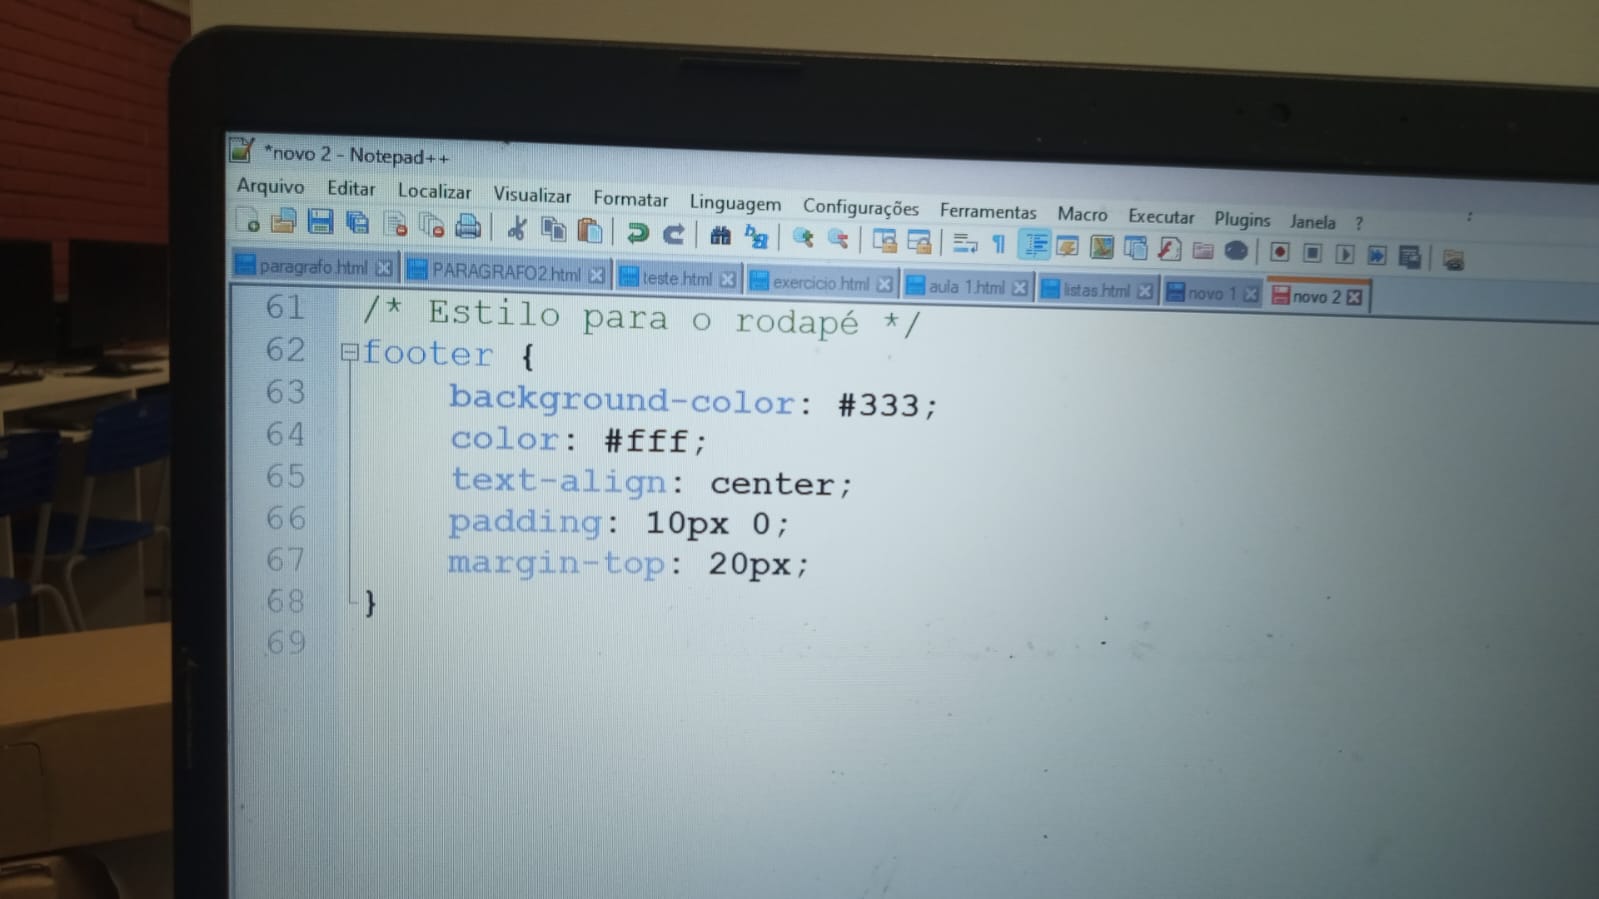 *novo 2 - Notepad++
Arquivo Editar Localizar Visualizar Formatar Linguagem Configurações Ferramentas Macro Executar Plugins Janela ?
paragrafo.html PARAGRAFO2.html teste.html exercicio.html aula 1.html listas.html novo 1 novo 2
61 /* Estilo para o rodapé */
62 footer {
63 background-color: #333;
64 color: #fff;
65 text-align: center;
66 padding: 10px 0;
67 margin-top: 20px;
68 }
69